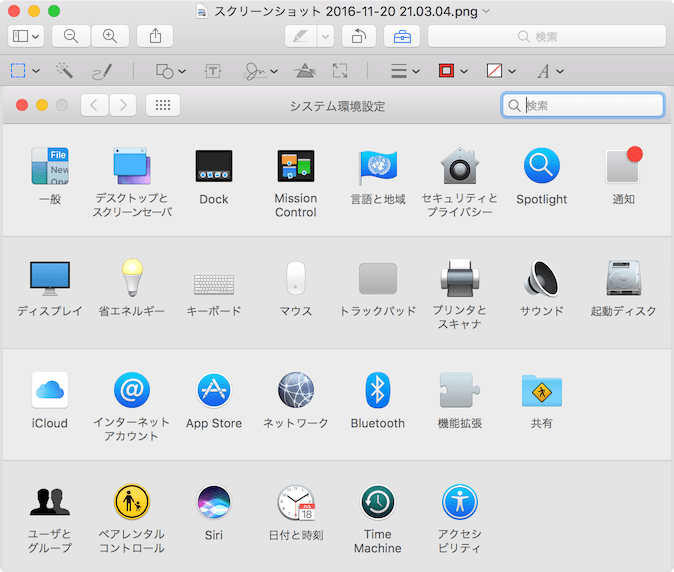 スクリーンショット 2016-11-20 21.03.04.png
検索
システム環境設定
検索
File
New
One
一般
デスクトップと
スクリーンセーバ
Dock
Mission
Control
言語と地域
セキュリティと
プライバシー
Spotlight
通知
ディスプレイ
省エネルギー
キーボード
マウス
トラックパッド
プリンタと
スキャナ
サウンド
起動ディスク
iCloud
インターネット
アカウント
App Store
ネットワーク
Bluetooth
機能拡張
共有
ユーザと
グループ
ペアレンタル
コントロール
Siri
JUL
18
日付と時刻
Time
Machine
アクセシ
ビリティ